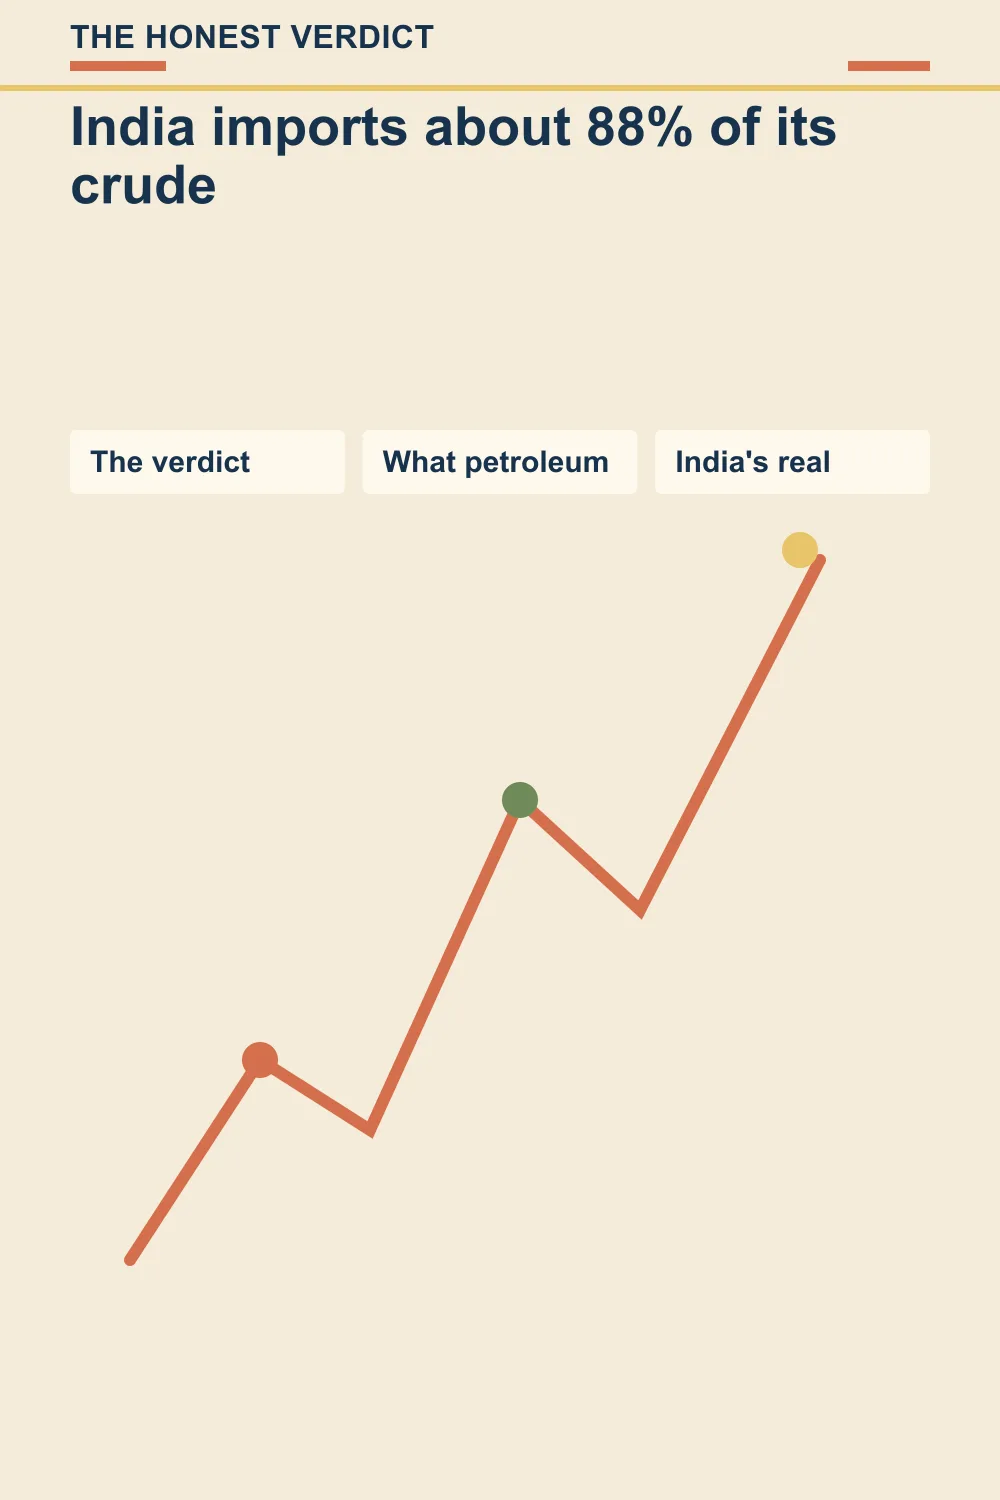 THE HONEST VERDICT
India imports about 88% of its
crude
The verdict
What petroleum
India's real